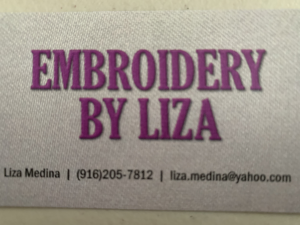 EMBROIDERY
BY LIZA
Liza Medina | (916)205-7812 | liza.medina@yahoo.com